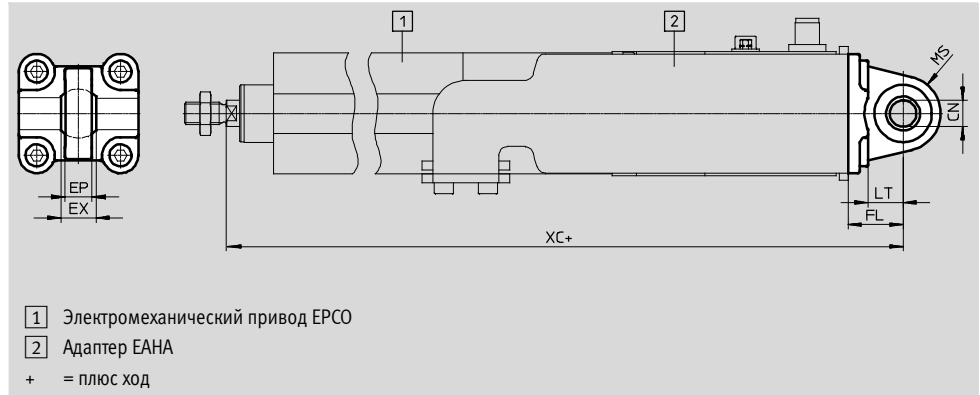 1
2
MS
CN
EP
EX
LT
FL
XC+
1 Электромеханический привод EPCO
2 Адаптер EAHA
+ = плюс ход